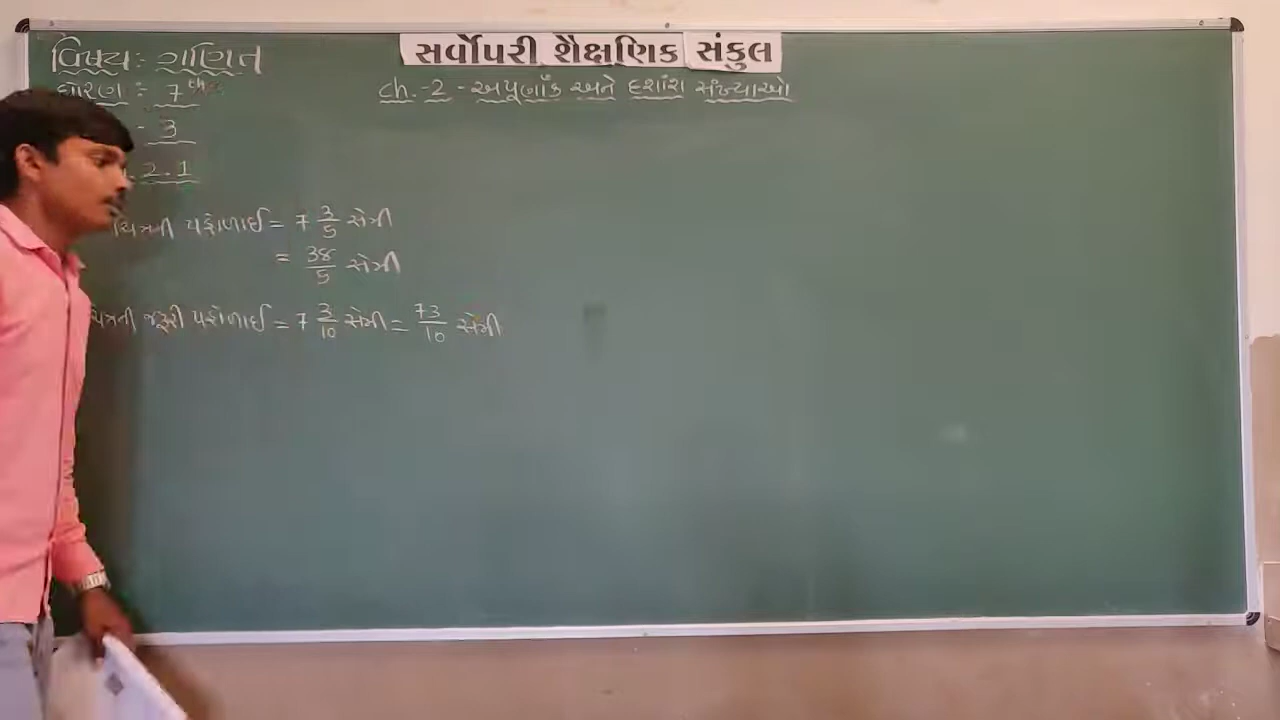 સર્વોપરી શૈક્ષણિક સંકુલ
વિષય: ગણિત
ધોરણ: 7th
ch.-2 - અપૂર્ણાંક અને દશાંશ સંખ્યાઓ
- 3
. 2.1
ચિત્રની પહોળાઈ = 7 3/5 સેમી
= 38/5 સેમી
ચિત્રની જરૂરી પહોળાઈ = 7 3/10 સેમી = 73/10 સેમી